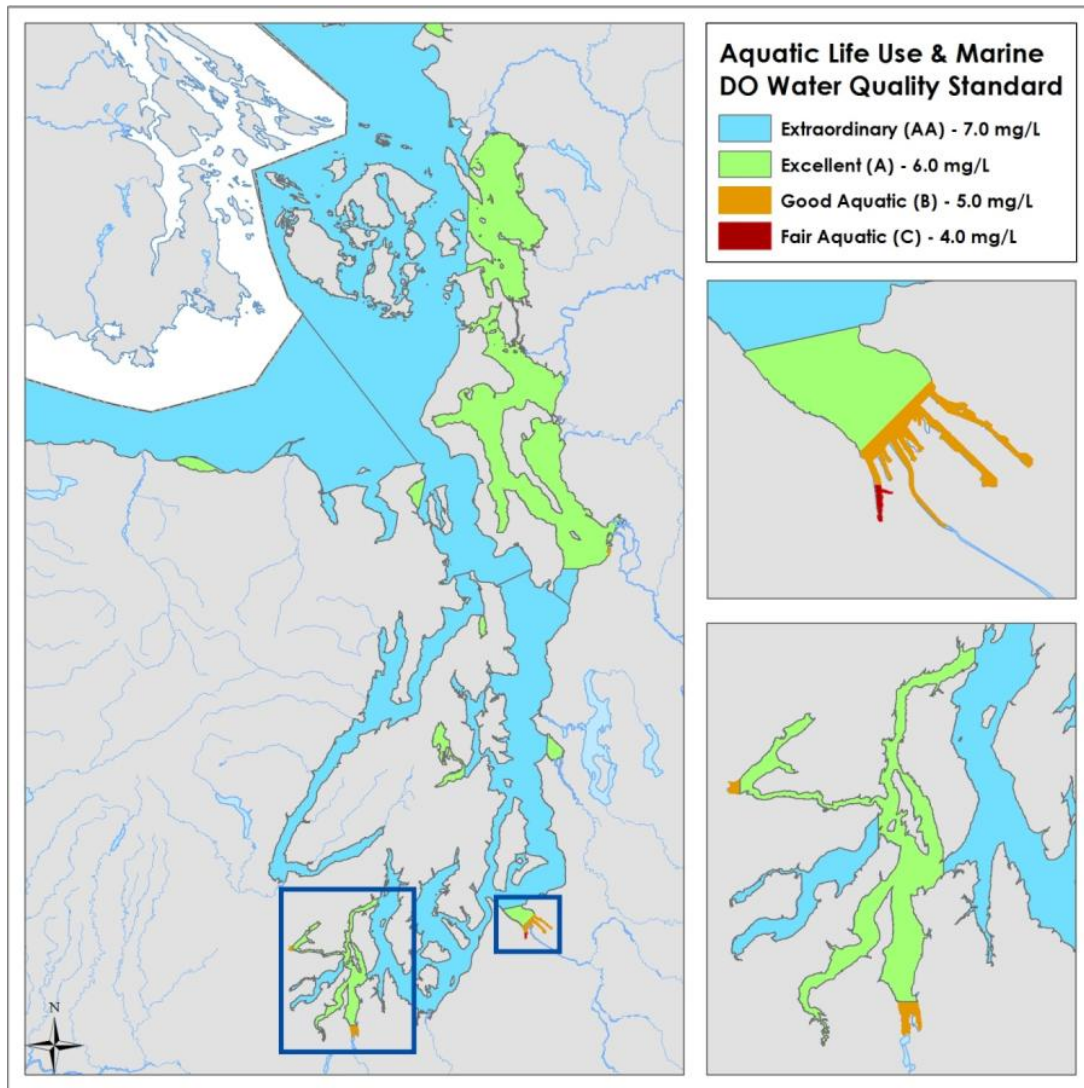 Aquatic Life Use & Marine
DO Water Quality Standard
Extraordinary (AA) - 7.0 mg/L
Excellent (A) - 6.0 mg/L
Good Aquatic (B) - 5.0 mg/L
Fair Aquatic (C) - 4.0 mg/L
N